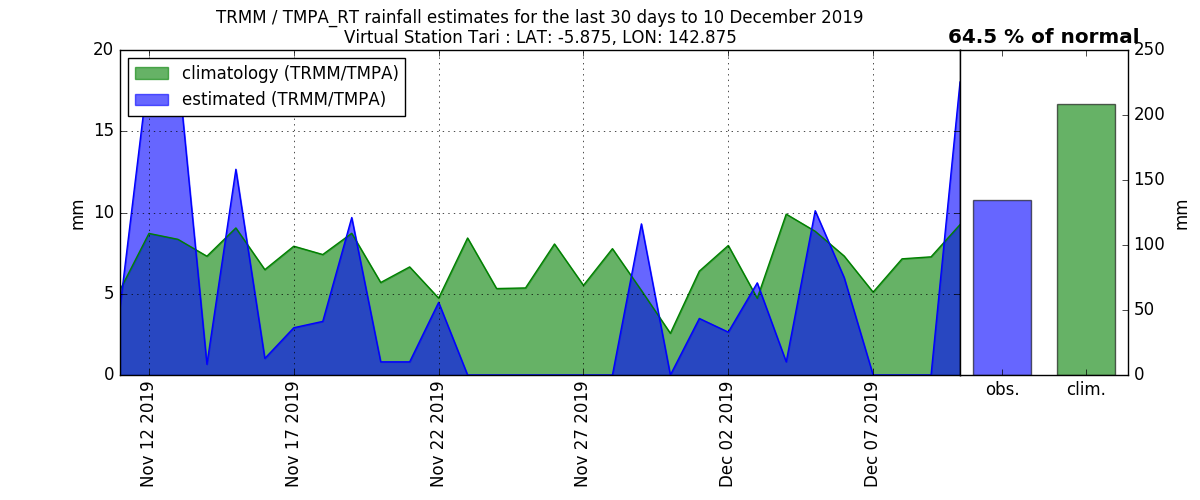 TRMM / TMPA_RT rainfall estimates for the last 30 days to 10 December 2019
Virtual Station Tari : LAT: -5.875, LON: 142.875
64.5 % of normal
climatology (TRMM/TMPA)
estimated (TRMM/TMPA)
20
15
10
5
0
mm
250
200
150
100
50
0
mm
Nov 12 2019
Nov 17 2019
Nov 22 2019
Nov 27 2019
Dec 02 2019
Dec 07 2019
obs.
clim.